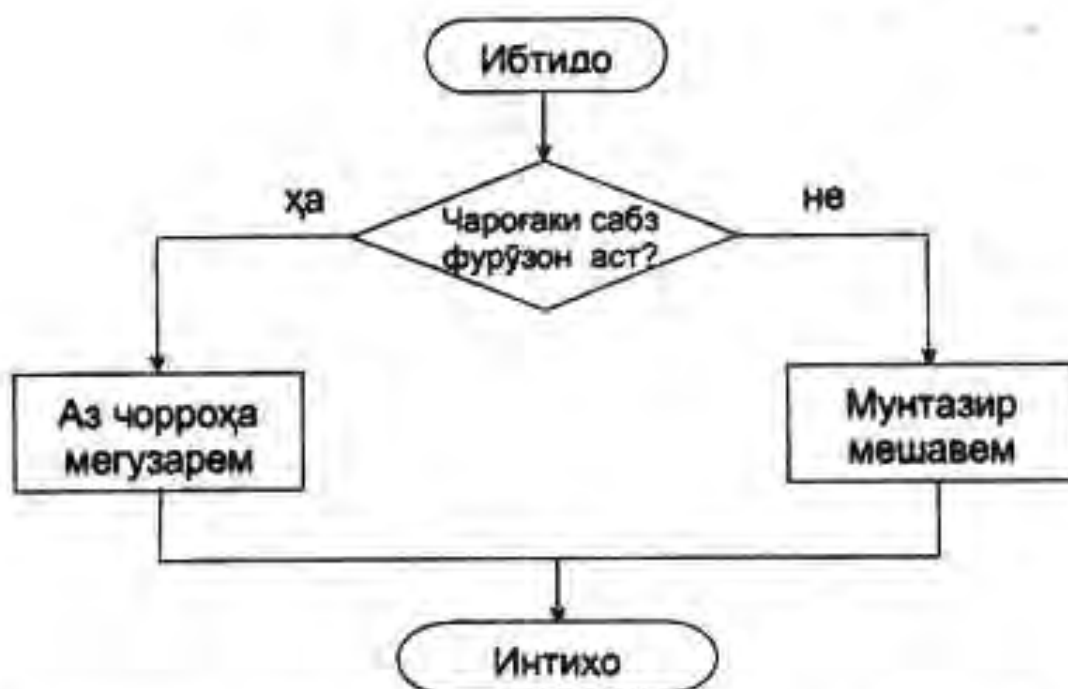 Ибтидо
ҳа
не
Чароғаки сабз
фурӯзон аст?
Аз чорроҳа
мегузарем
Мунтазир
мешавем
Интихо